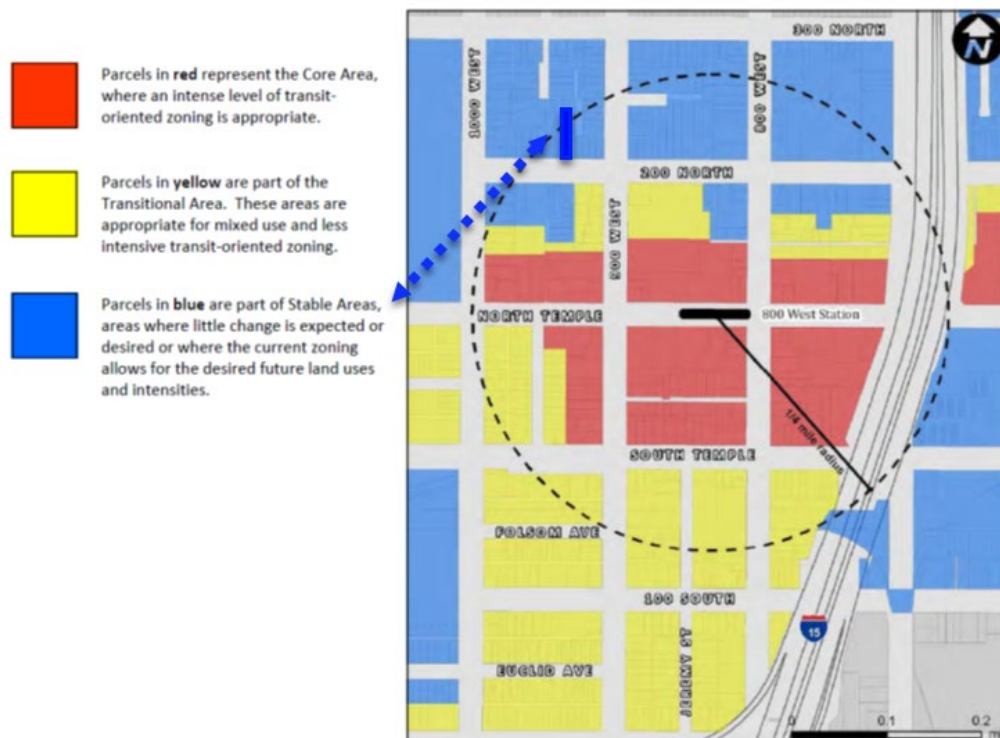 Parcels in red represent the Core Area,
where an intense level of transit-
oriented zoning is appropriate.
Parcels in yellow are part of the
Transitional Area. These areas are
appropriate for mixed use and less
intensive transit-oriented zoning.
Parcels in blue are part of Stable Areas,
areas where little change is expected or
desired or where the current zoning
allows for the desired future land uses
and intensities.
300 NORTH
N
1000 WEST
800 WEST
200 NORTH
900 WEST
NORTH TEMPLE
800 West Station
1/4 mile radius
SOUTH TEMPLE
FOLSOM AVE
100 SOUTH
15
EUCLID AVE
JEREMY ST
0 0.1 0.2